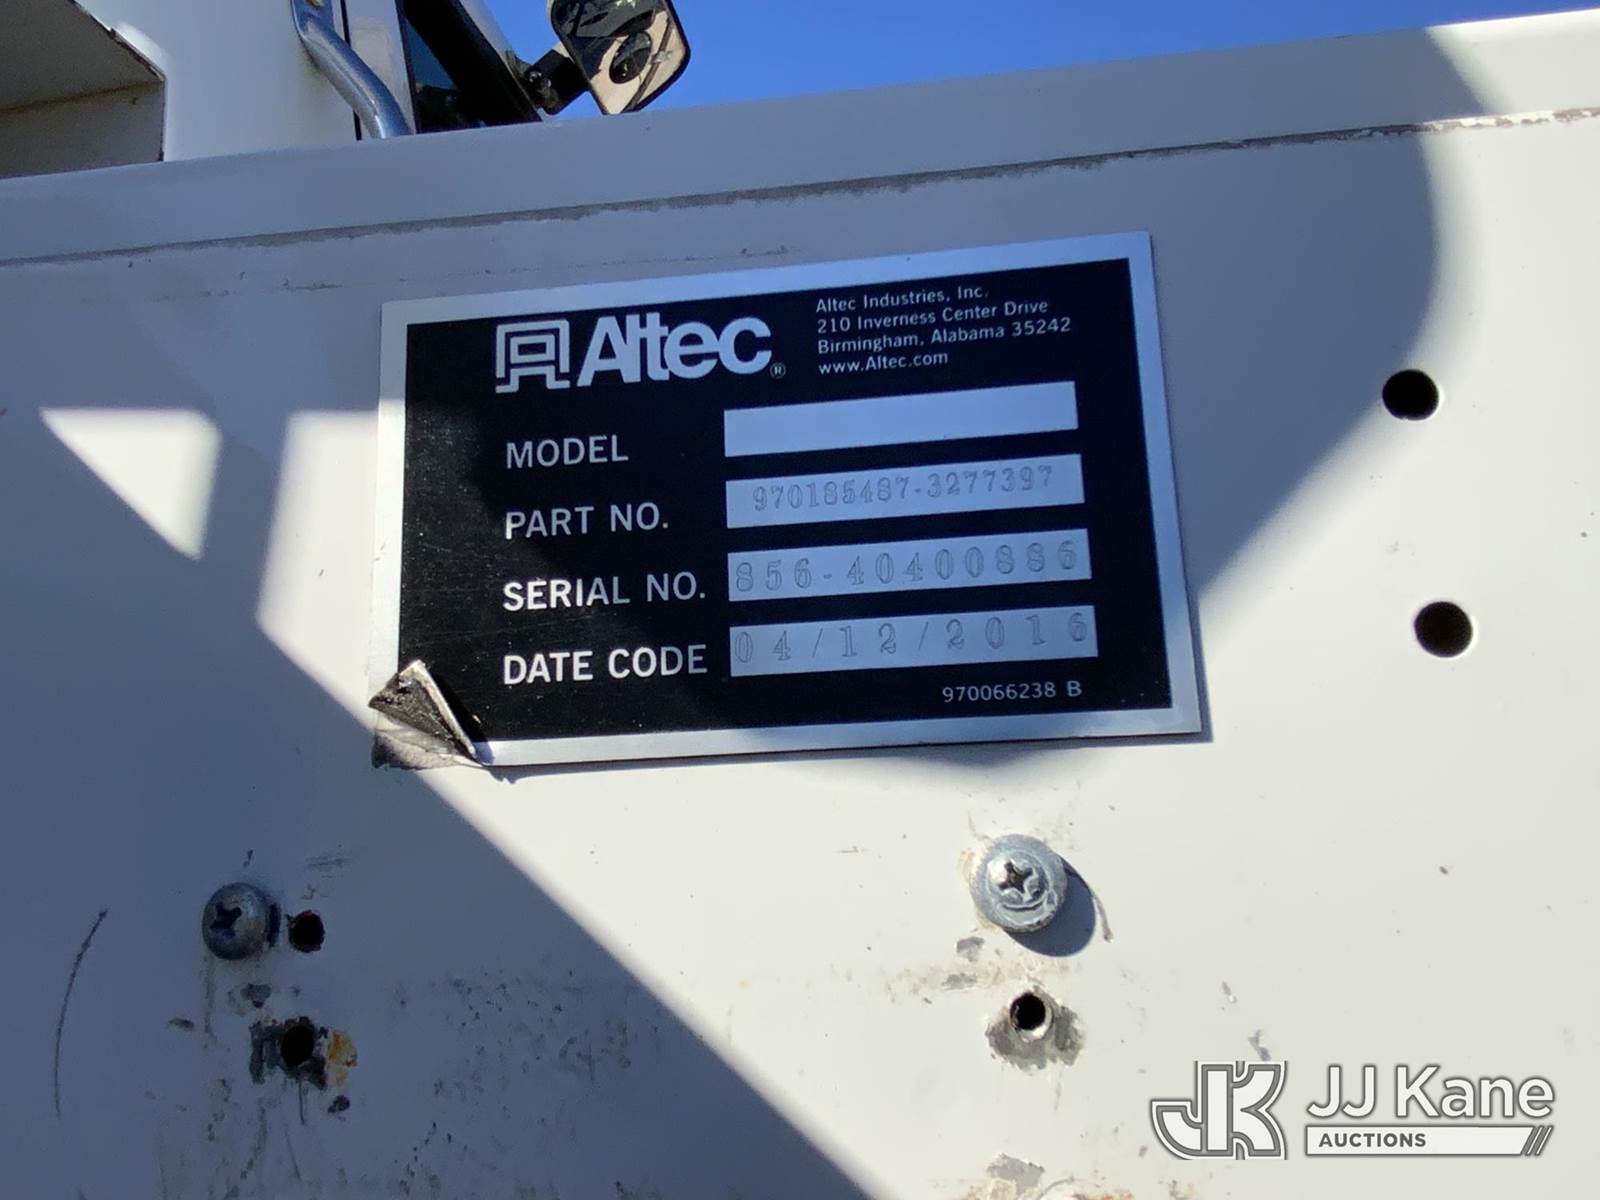 Altec®
Altec Industries, Inc.
210 Inverness Center Drive
Birmingham, Alabama 35242
www.Altec.com
MODEL
PART NO. 970185487-3277397
SERIAL NO. 856-40400886
DATE CODE 04/12/2016
970066238 B
JK JJ Kane
AUCTIONS